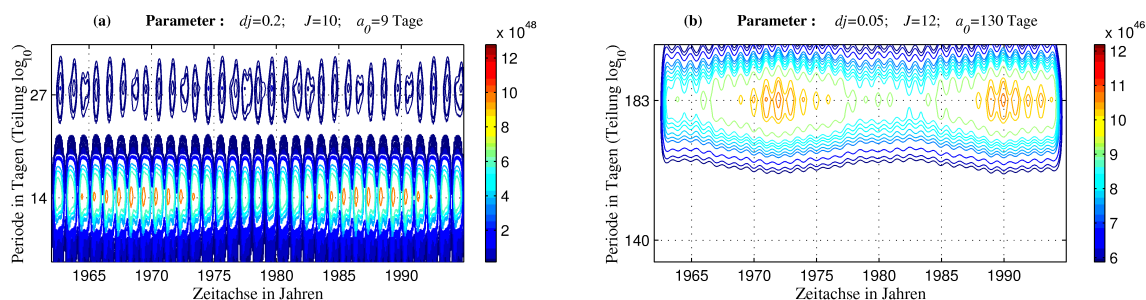 (a) Parameter : dj=0.2; J=10; a0=9 Tage
x 10^48
Periode in Tagen (Teilung log10)
27
14
1965 1970 1975 1980 1985 1990
Zeitachse in Jahren
12
10
8
6
4
2
(b) Parameter : dj=0.05; J=12; a0=130 Tage
x 10^46
Periode in Tagen (Teilung log10)
183
140
1965 1970 1975 1980 1985 1990
Zeitachse in Jahren
12
11
10
9
8
7
6